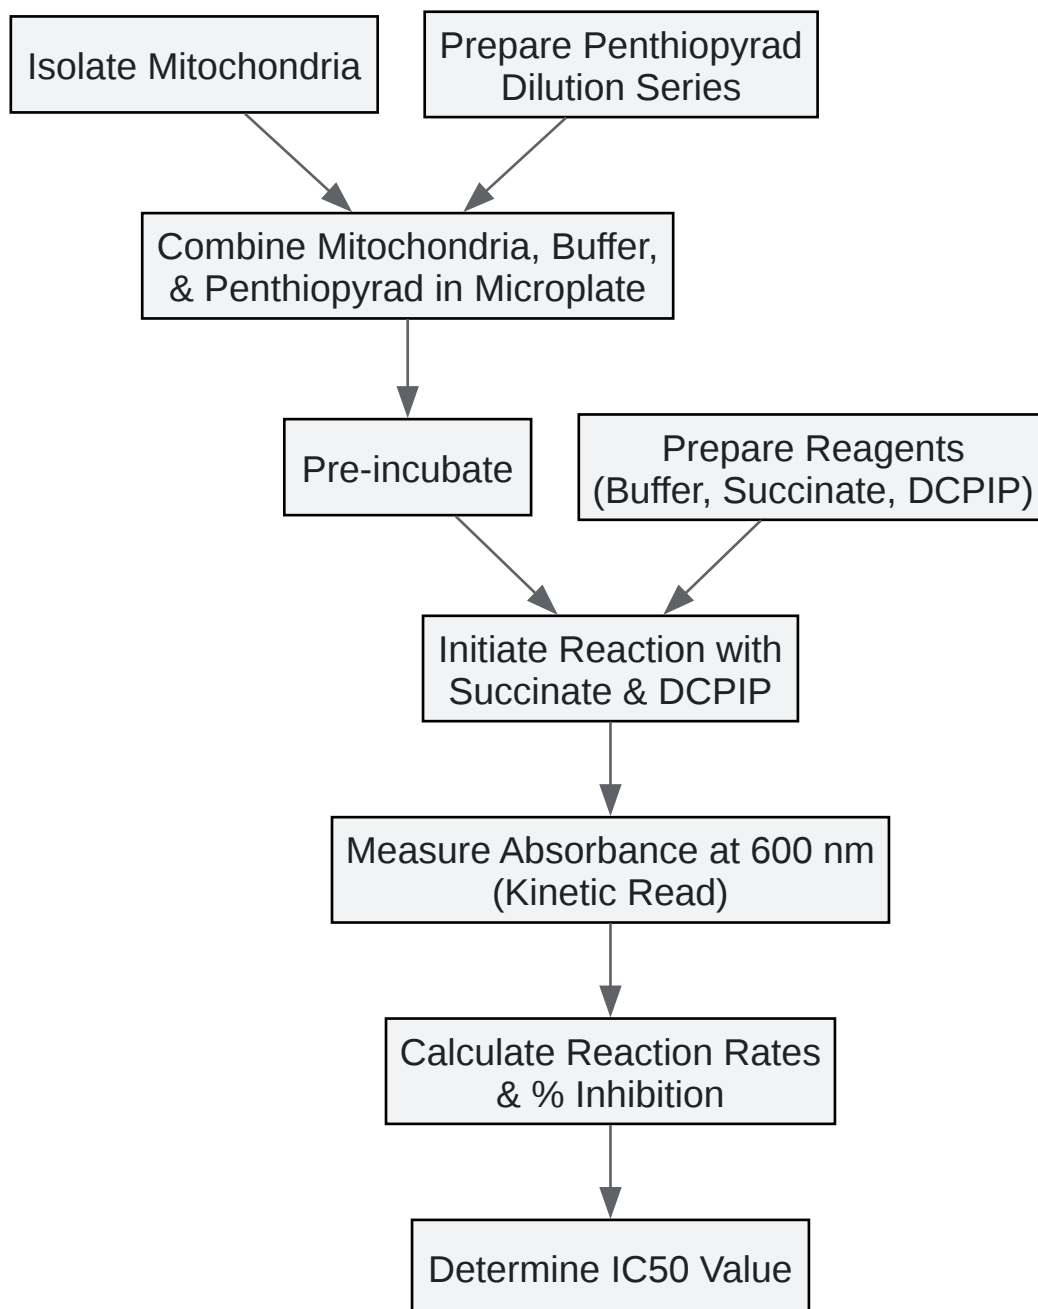 Isolate Mitochondria
Prepare Penthiopyrad
Dilution Series
Combine Mitochondria, Buffer,
& Penthiopyrad in Microplate
Pre-incubate
Prepare Reagents
(Buffer, Succinate, DCPIP)
Initiate Reaction with
Succinate & DCPIP
Measure Absorbance at 600 nm
(Kinetic Read)
Calculate Reaction Rates
& % Inhibition
Determine IC50 Value